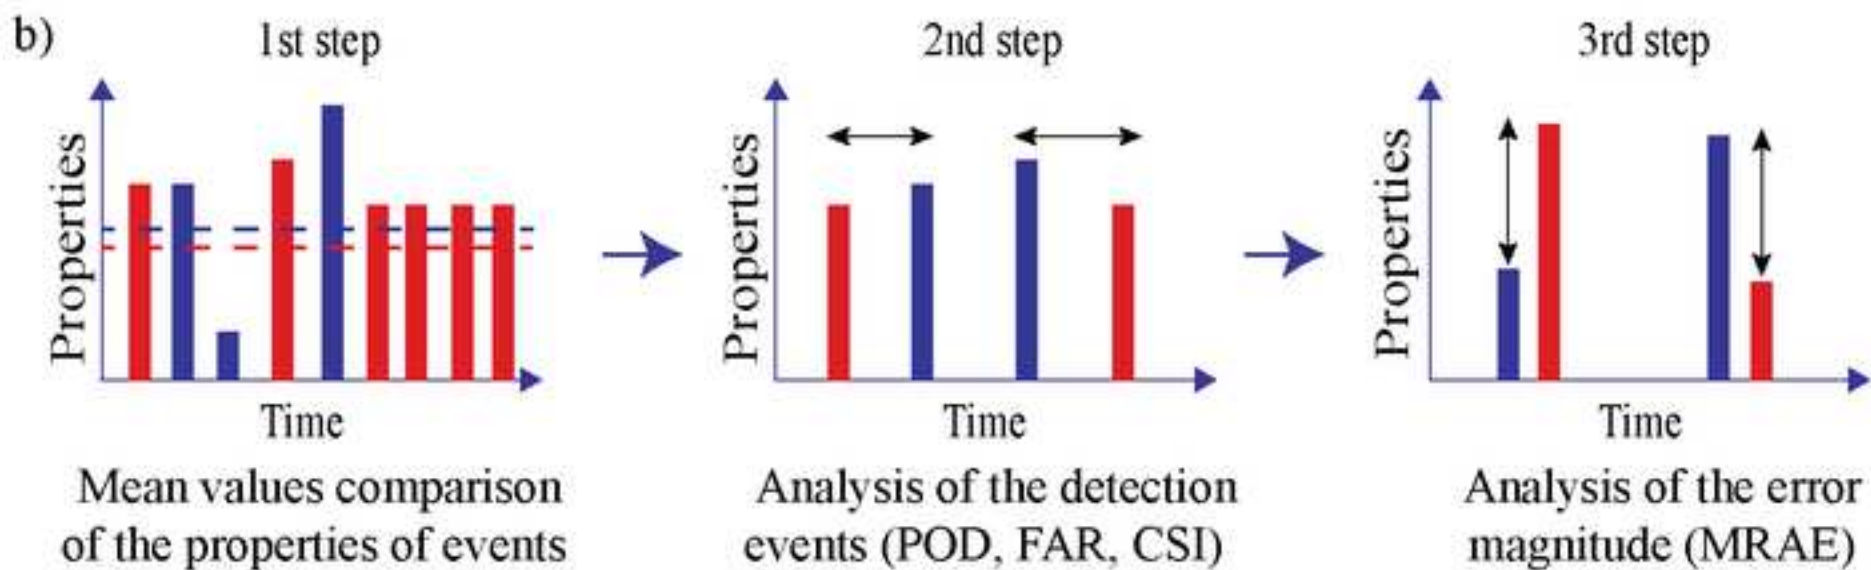 b)
1st step
2nd step
3rd step
Properties
Properties
Properties
Time
Time
Time
Mean values comparison
of the properties of events
Analysis of the detection
events (POD, FAR, CSI)
Analysis of the error
magnitude (MRAE)